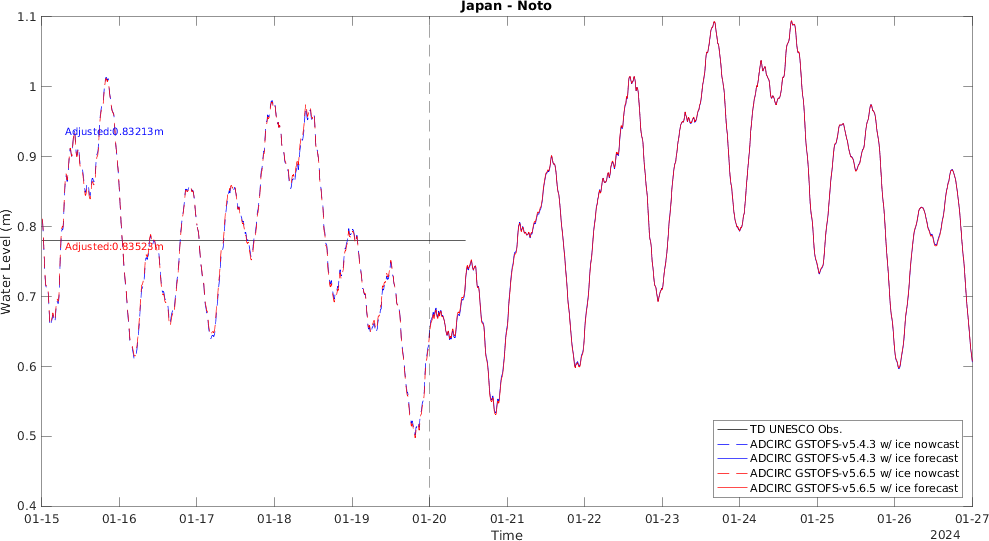 Japan - Noto
1.1
1
0.9
0.8
0.7
0.6
0.5
0.4
Water Level (m)
Adjusted:0.83213m
Adjusted:0.83523m
TD UNESCO Obs.
ADCIRC GSTOFS-v5.4.3 w/ ice nowcast
ADCIRC GSTOFS-v5.4.3 w/ ice forecast
ADCIRC GSTOFS-v5.6.5 w/ ice nowcast
ADCIRC GSTOFS-v5.6.5 w/ ice forecast
01-15 01-16 01-17 01-18 01-19 01-20 01-21 01-22 01-23 01-24 01-25 01-26 01-27
Time
2024